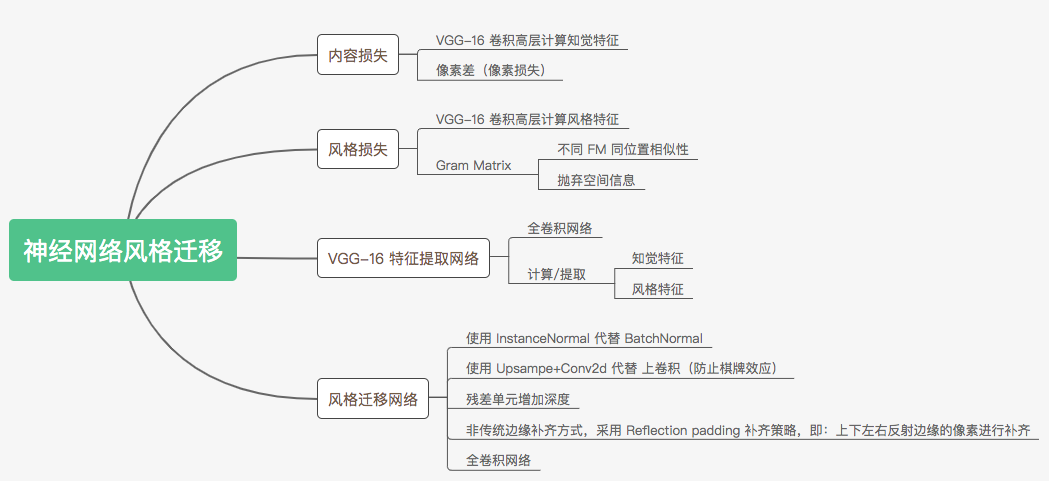 神经网络风格迁移
内容损失
VGG-16 卷积高层计算知觉特征
像素差（像素损失）
风格损失
VGG-16 卷积高层计算风格特征
Gram Matrix
不同 FM 同位置相似性
抛弃空间信息
VGG-16 特征提取网络
全卷积网络
计算/提取
知觉特征
风格特征
风格迁移网络
使用 InstanceNormal 代替 BatchNormal
使用 Upsampe+Conv2d 代替 上卷积（防止棋牌效应）
残差单元增加深度
非传统边缘补齐方式，采用 Reflection padding 补齐策略，即：上下左右反射边缘的像素进行补齐
全卷积网络